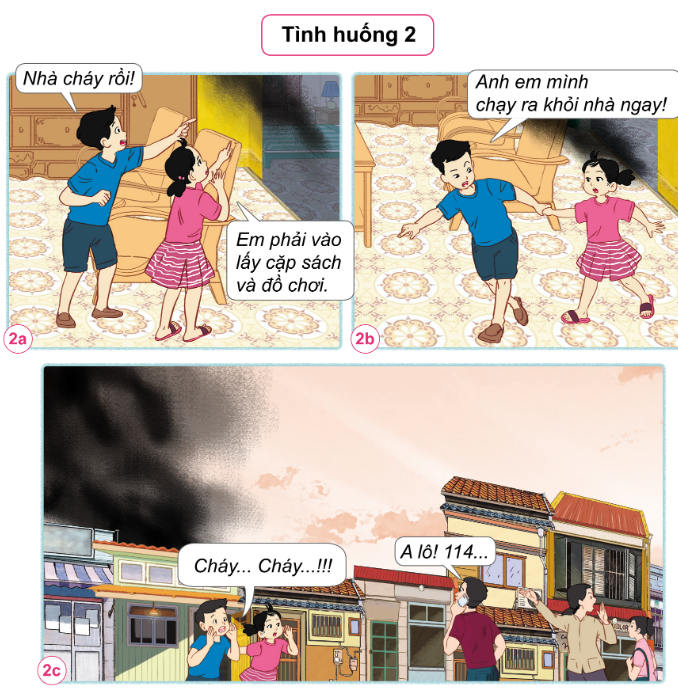 Tình huống 2
Nhà cháy rồi!
Em phải vào
lấy cặp sách
và đồ chơi.
2a
Anh em mình
chạy ra khỏi nhà ngay!
2b
Cháy... Cháy...!!!
A lô! 114...
2c